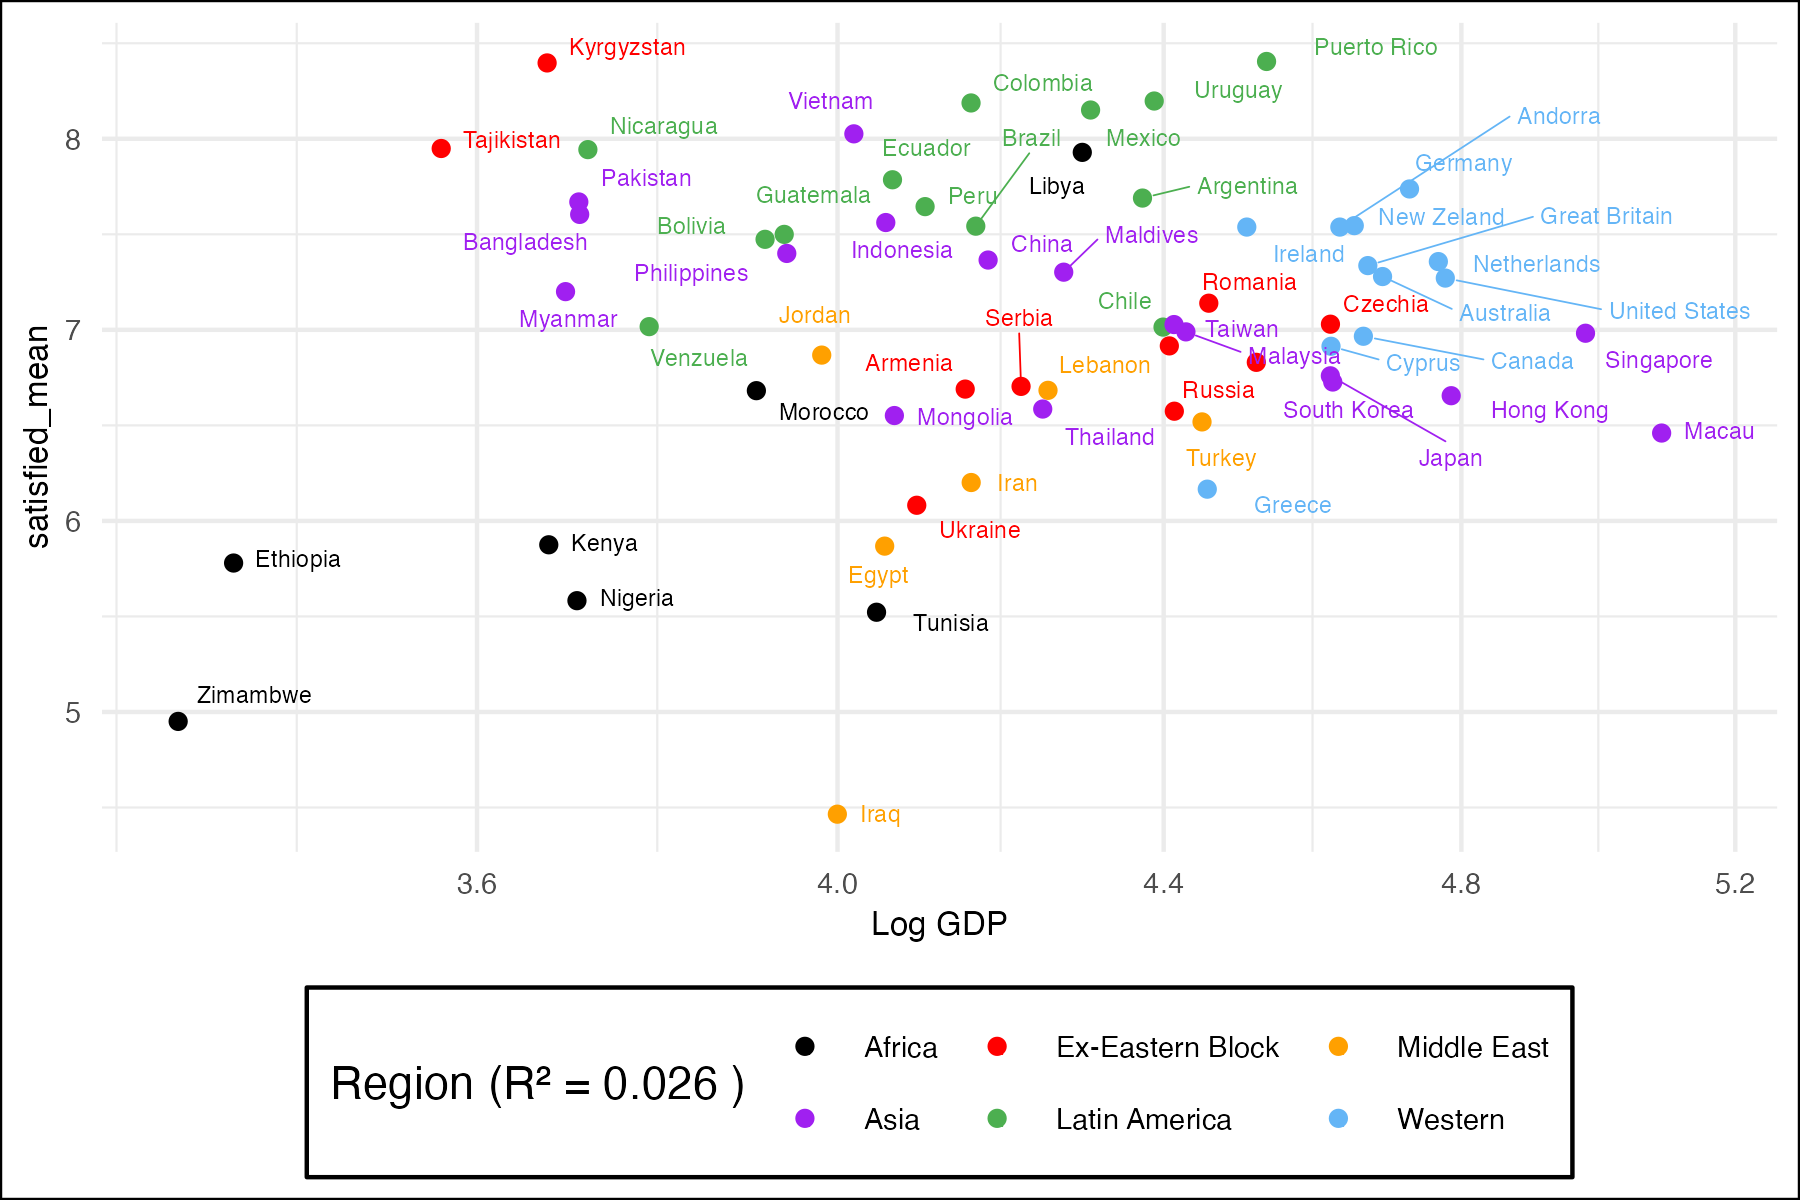 Kyrgyzstan
Puerto Rico
Colombia
Uruguay
Vietnam
Andorra
Nicaragua
Tajikistan
Brazil
Mexico
Ecuador
Germany
Pakistan
Libya
Argentina
Guatemala
Peru
New Zeland
Great Britain
Bolivia
Bangladesh
Indonesia
China
Maldives
Ireland
Netherlands
Philippines
Romania
Czechia
Chile
United States
Australia
Myanmar
Jordan
Serbia
Taiwan
Malaysia
Venzuela
Armenia
Lebanon
Cyprus
Canada
Singapore
Russia
Morocco
Mongolia
South Korea
Hong Kong
Thailand
Macau
Turkey
Japan
Iran
Greece
Ukraine
Kenya
Ethiopia
Egypt
Nigeria
Tunisia
Zimambwe
Iraq
8
7
6
5
satisfied_mean
3.6 4.0 4.4 4.8 5.2
Log GDP
Region (R² = 0.026 )
Africa Ex-Eastern Block Middle East
Asia Latin America Western